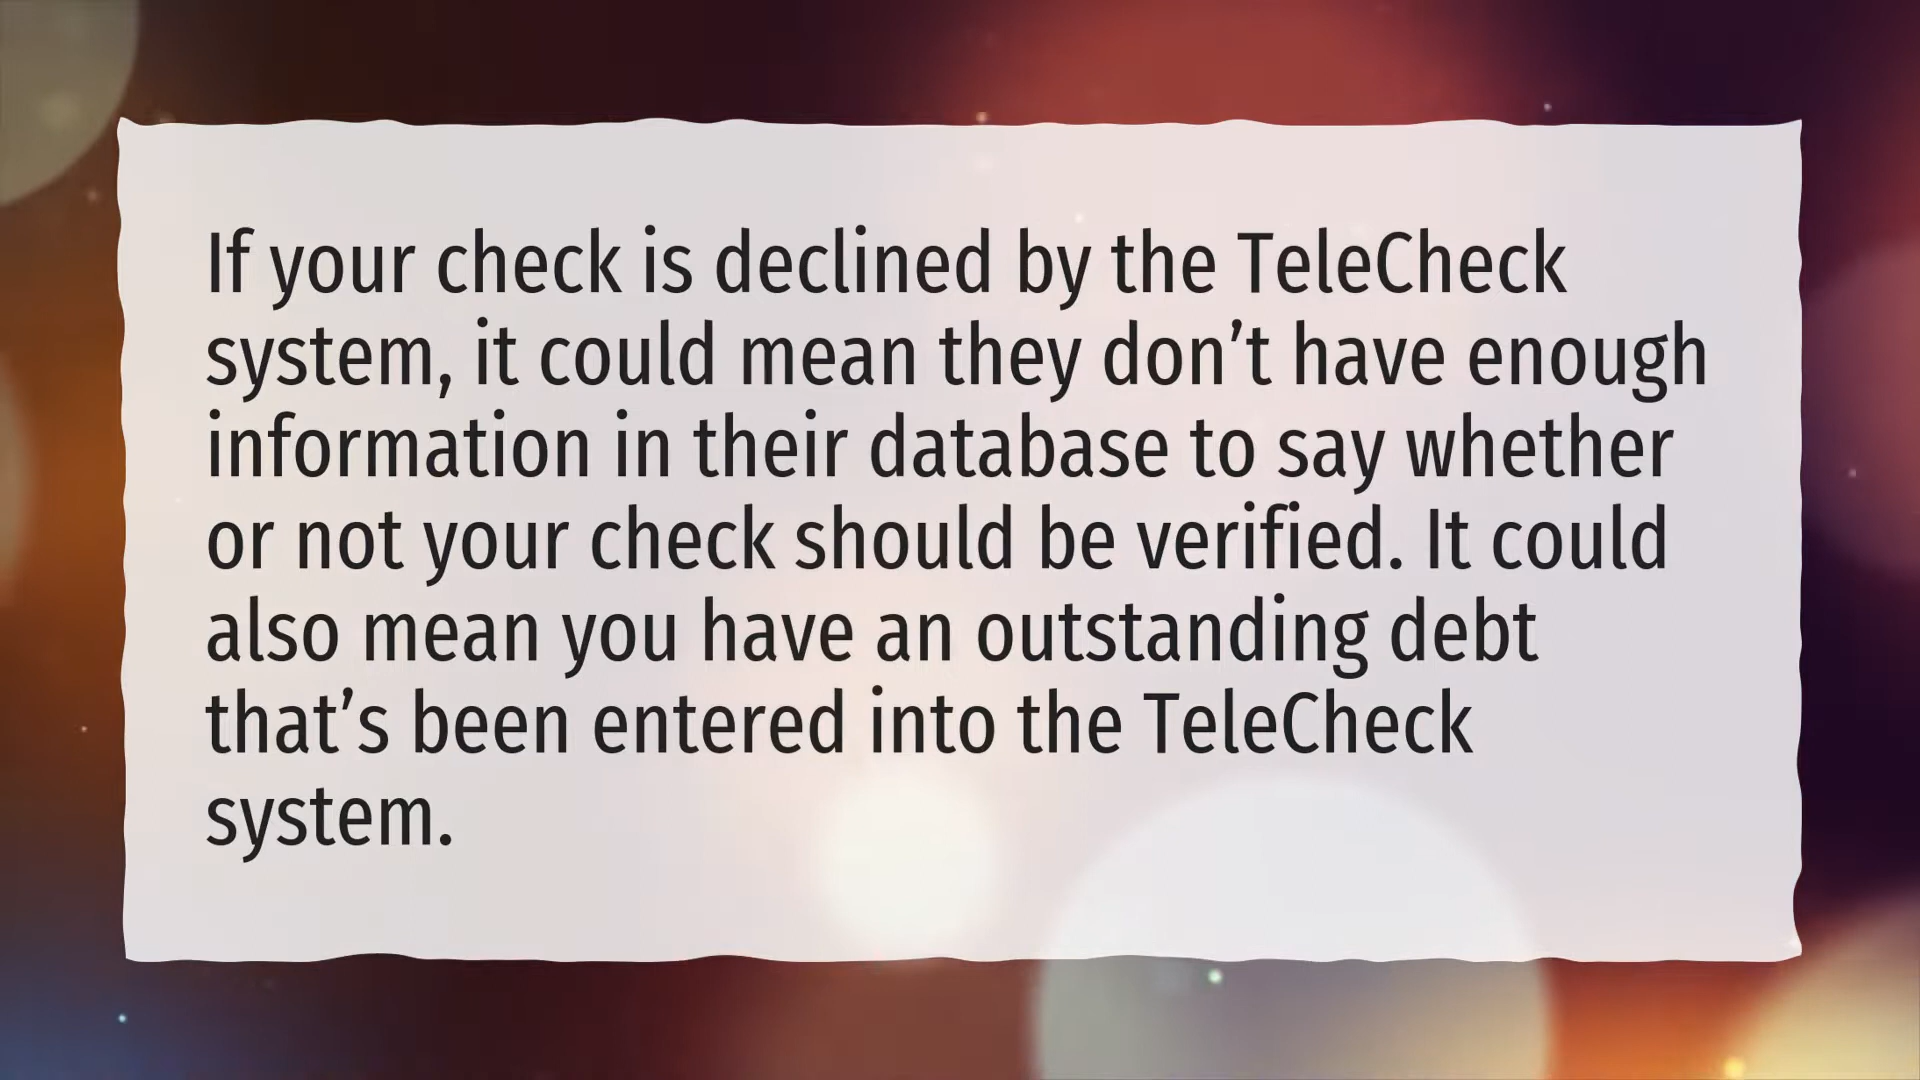 If your check is declined by the TeleCheck
system, it could mean they don’t have enough
information in their database to say whether
or not your check should be verified. It could
also mean you have an outstanding debt
that’s been entered into the TeleCheck
system.